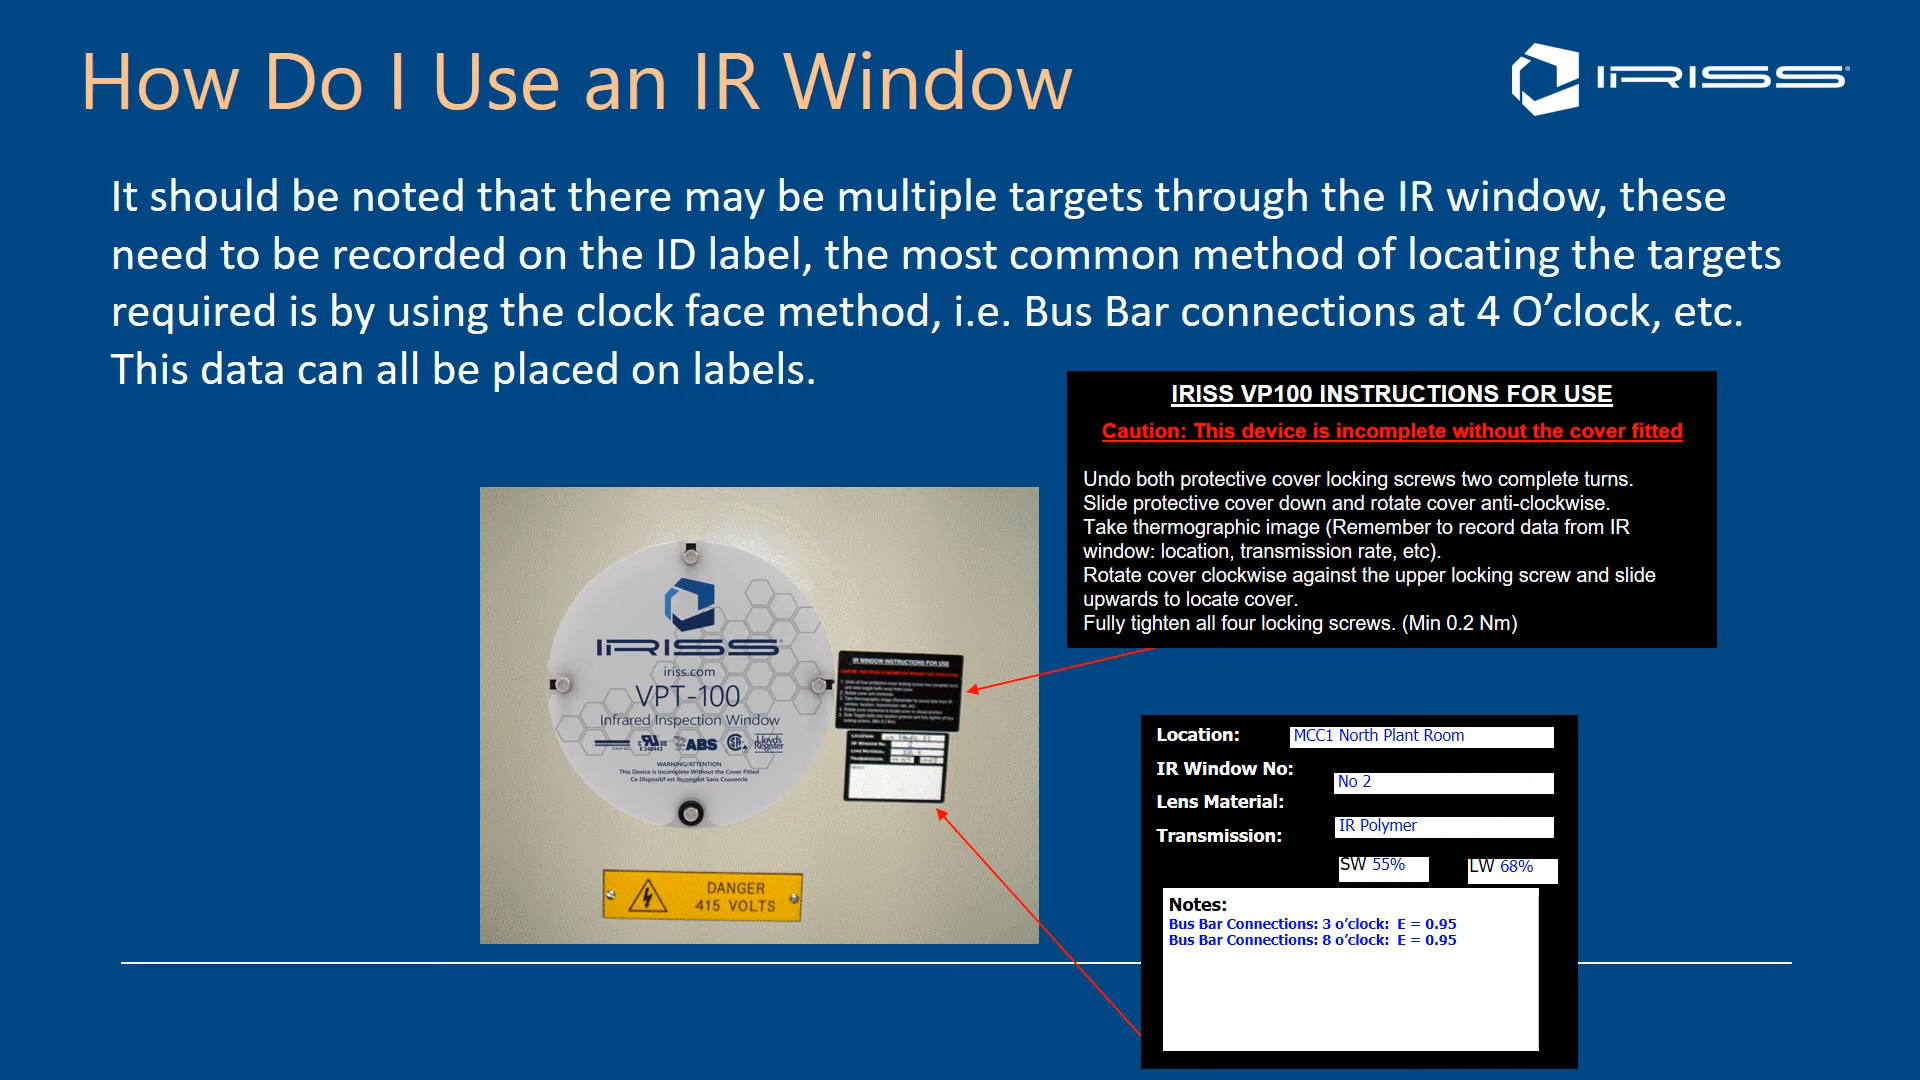 How Do I Use an IR Window
IRISS
It should be noted that there may be multiple targets through the IR window, these
need to be recorded on the ID label, the most common method of locating the targets
required is by using the clock face method, i.e. Bus Bar connections at 4 O’clock, etc.
This data can all be placed on labels.
IRISS VP100 INSTRUCTIONS FOR USE
Caution: This device is incomplete without the cover fitted
Undo both protective cover locking screws two complete turns.
Slide protective cover down and rotate cover anti-clockwise.
Take thermographic image (Remember to record data from IR
window: location, transmission rate, etc).
Rotate cover clockwise against the upper locking screw and slide
upwards to locate cover.
Fully tighten all four locking screws. (Min 0.2 Nm)
IRISS
iriss.com
VPT-100
Infrared Inspection Window
ABS
Lloyds
Register
WARNING/ATTENTION
This Device is Incomplete Without the Cover Fitted
Ce Dispositif est Incomplet Sans Couvercle
IR WINDOW INSTRUCTIONS FOR USE
DANGER
415 VOLTS
Location: MCC1 North Plant Room
IR Window No: No 2
Lens Material: IR Polymer
Transmission: SW 55% LW 68%
Notes:
Bus Bar Connections: 3 o’clock: E = 0.95
Bus Bar Connections: 8 o’clock: E = 0.95